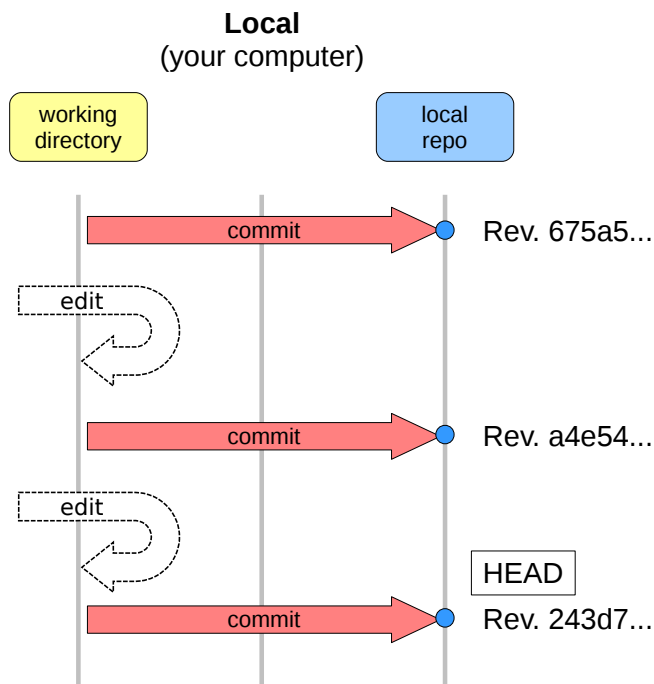 Local
(your computer)
working
directory
local
repo
commit
Rev. 675a5...
edit
commit
Rev. a4e54...
edit
HEAD
commit
Rev. 243d7...